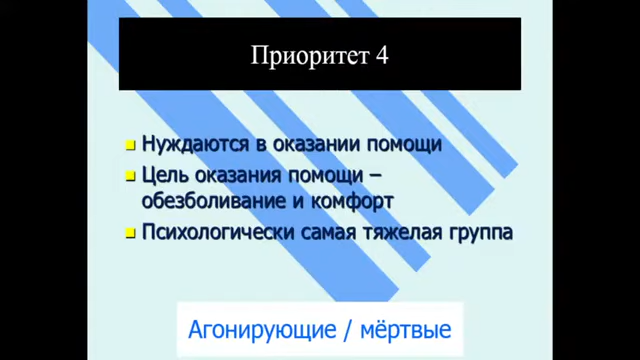 Приоритет 4
Нуждаются в оказании помощи
Цель оказания помощи –
обезболивание и комфорт
Психологически самая тяжелая группа
Агонирующие / мёртвые